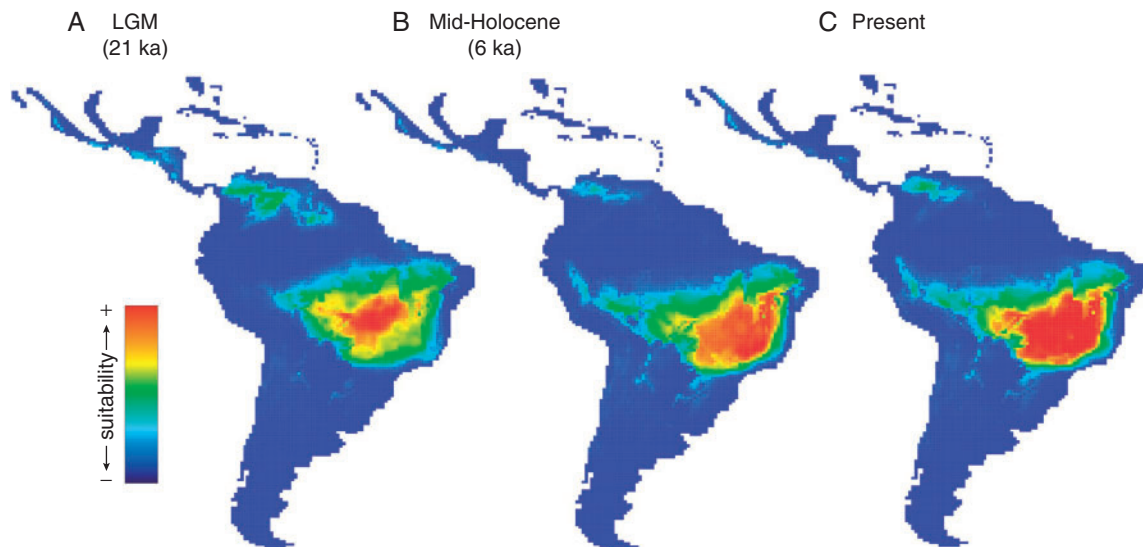 A LGM
(21 ka)
B Mid-Holocene
(6 ka)
C Present
+
← suitability →
–